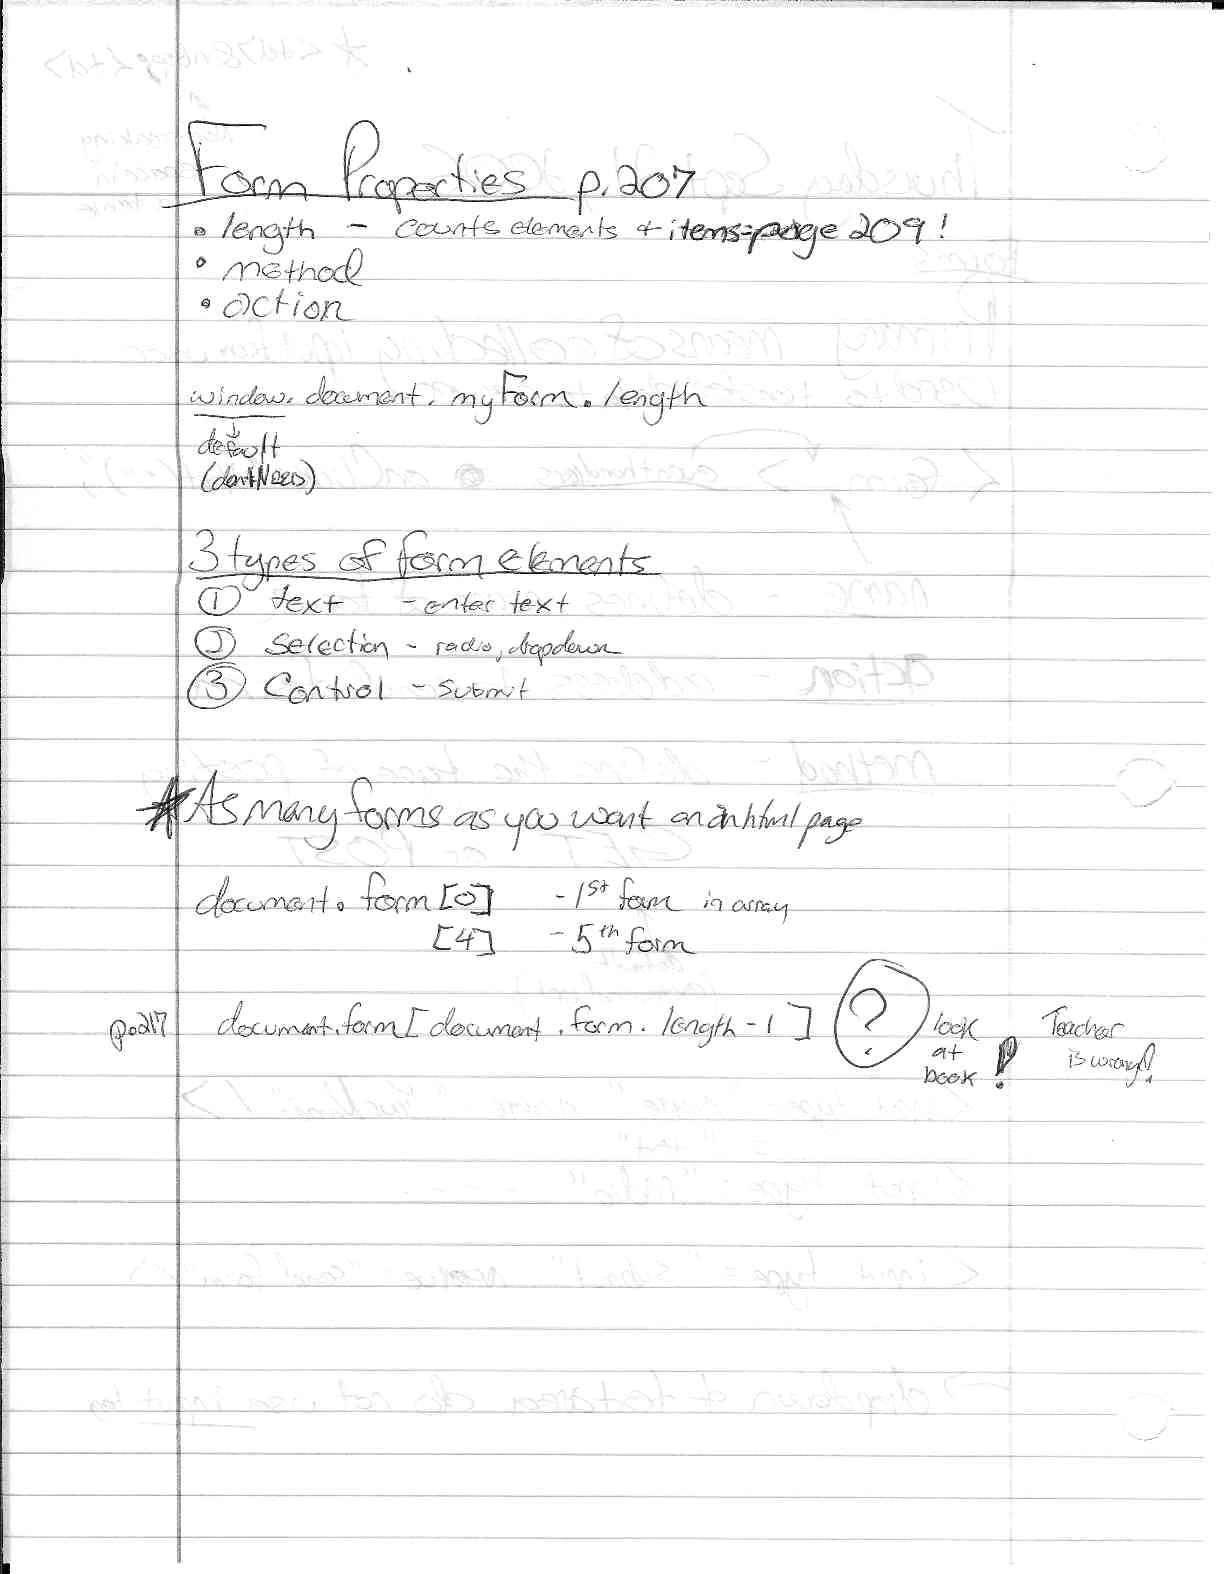 Form Properties p.207
• length - counts elements + items=page 209!
• method
• action
window.document.myForm.length
default
(don't Need)
3 types of form elements
① text - enter text
② Selection - radio, dropdown
③ Control - submit
* As many forms as you want on an html page
document.form[0] - 1st form in array
[4] - 5th form
p.217 document.form[document.form.length-1] ? look at book! Teacher is wrong!